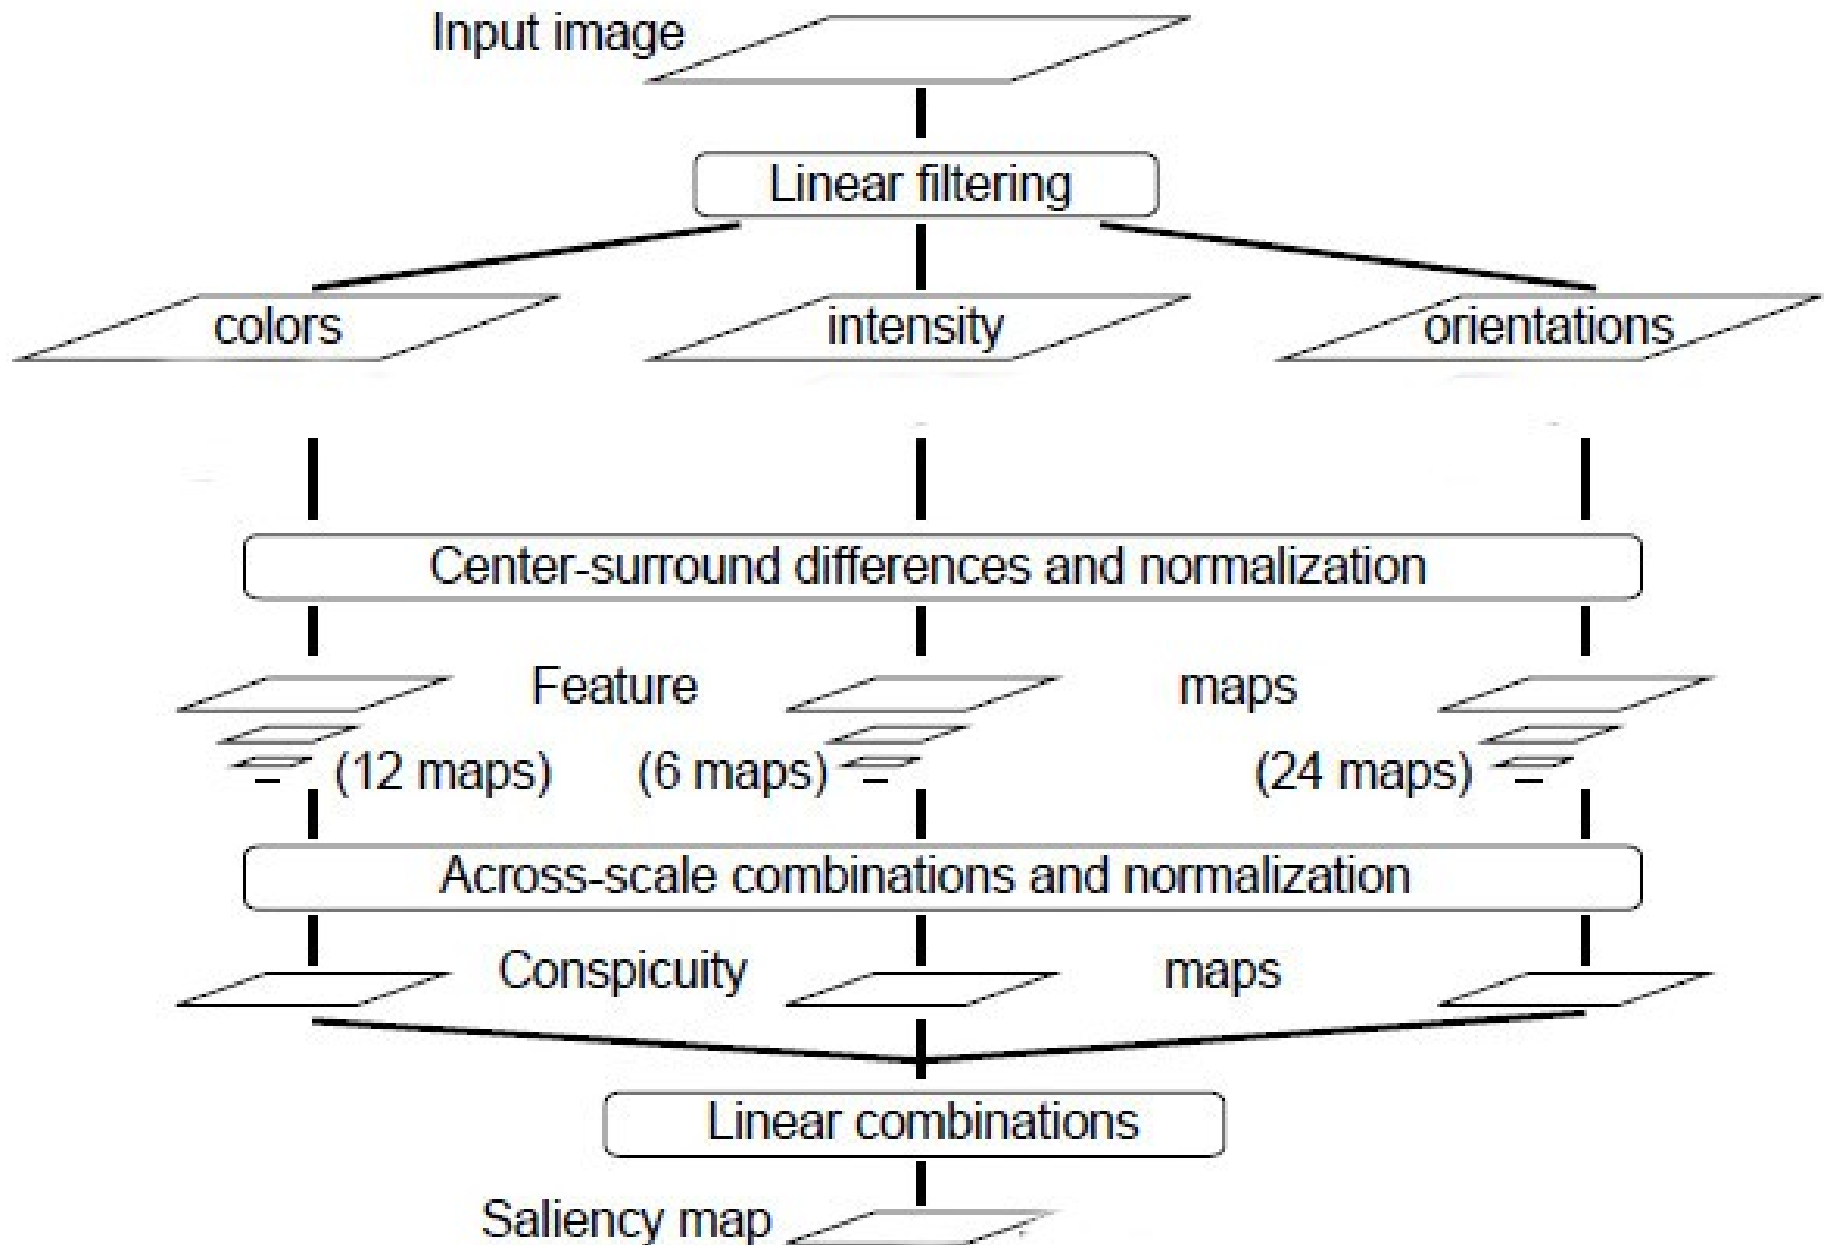 Input image
Linear filtering
colors intensity orientations
Center-surround differences and normalization
Feature maps
(12 maps) (6 maps) (24 maps)
Across-scale combinations and normalization
Conspicuity maps
Linear combinations
Saliency map